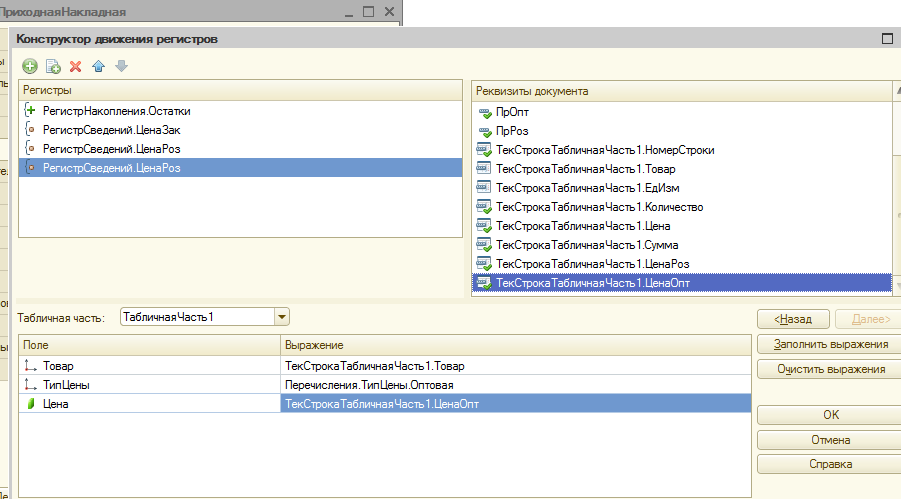 ПриходнаяНакладная
Конструктор движения регистров
Регистры
РегистрНакопления.Остатки
РегистрСведений.ЦенаЗак
РегистрСведений.ЦенаРоз
РегистрСведений.ЦенаРоз
Реквизиты документа
ПрОпт
ПрРоз
ТекСтрокаТабличнаяЧасть1.НомерСтроки
ТекСтрокаТабличнаяЧасть1.Товар
ТекСтрокаТабличнаяЧасть1.ЕдИзм
ТекСтрокаТабличнаяЧасть1.Количество
ТекСтрокаТабличнаяЧасть1.Цена
ТекСтрокаТабличнаяЧасть1.Сумма
ТекСтрокаТабличнаяЧасть1.ЦенаРоз
ТекСтрокаТабличнаяЧасть1.ЦенаОпт
Табличная часть: ТабличнаяЧасть1
<Назад Далее>
Поле Выражение
Товар ТекСтрокаТабличнаяЧасть1.Товар
ТипЦены Перечисления.ТипЦены.Оптовая
Цена ТекСтрокаТабличнаяЧасть1.ЦенаОпт
Заполнить выражения
Очистить выражения
OK
Отмена
Справка